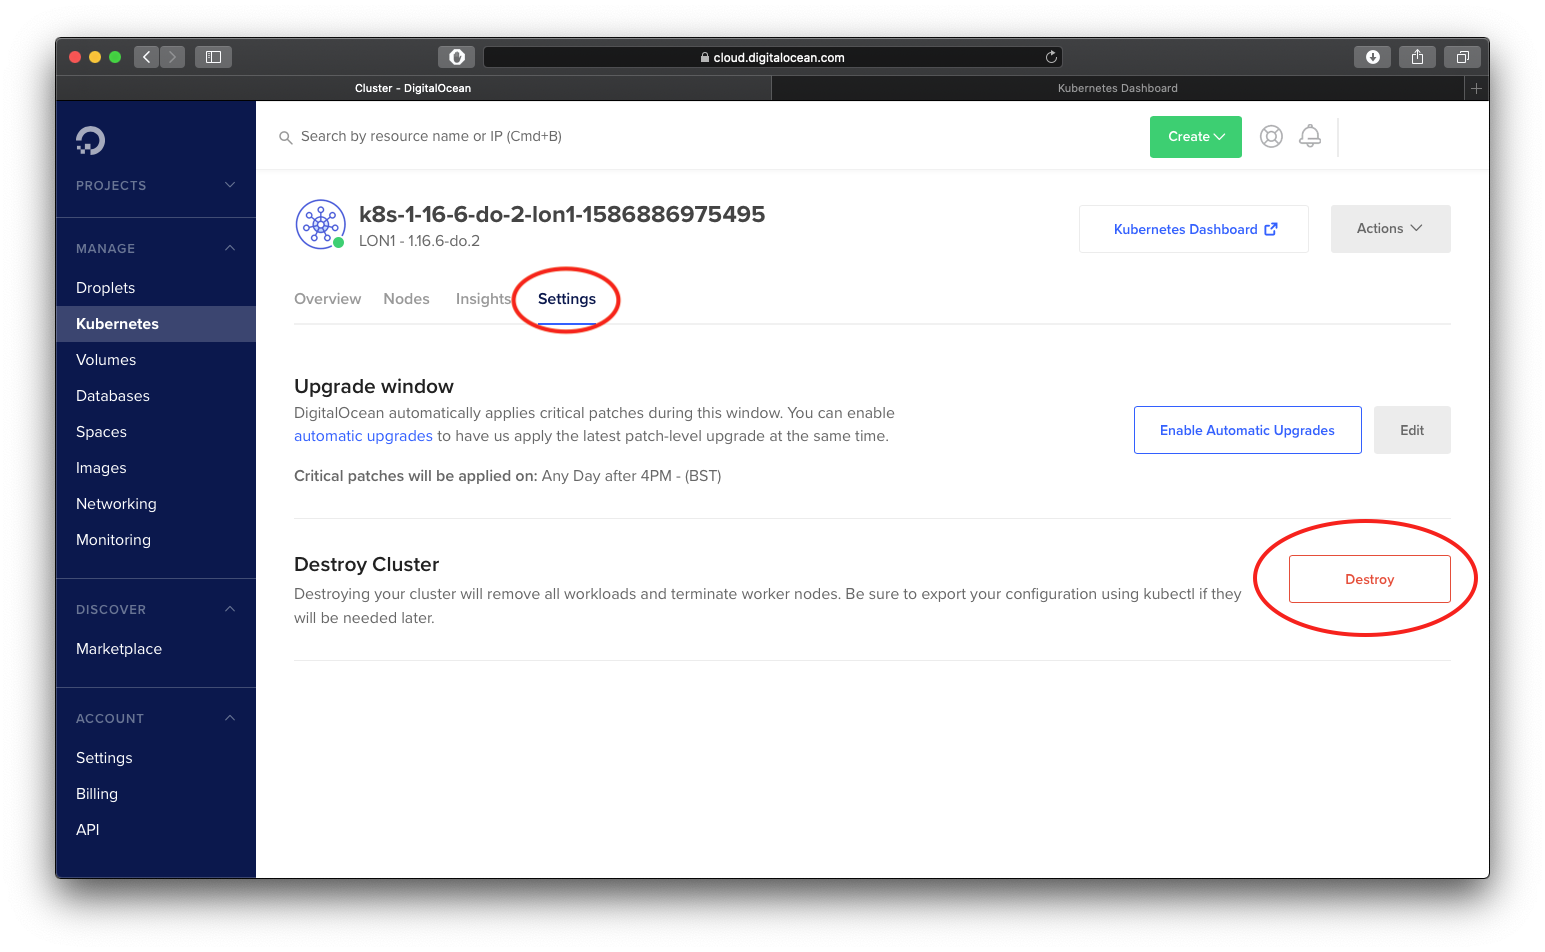 cloud.digitalocean.com
Cluster - DigitalOcean
Kubernetes Dashboard
PROJECTS
MANAGE
Droplets
Kubernetes
Volumes
Databases
Spaces
Images
Networking
Monitoring
DISCOVER
Marketplace
ACCOUNT
Settings
Billing
API
Search by resource name or IP (Cmd+B)
Create
k8s-1-16-6-do-2-lon1-1586886975495
LON1 - 1.16.6-do.2
Kubernetes Dashboard
Actions
Overview Nodes Insights Settings
Upgrade window
DigitalOcean automatically applies critical patches during this window. You can enable
automatic upgrades to have us apply the latest patch-level upgrade at the same time.
Critical patches will be applied on: Any Day after 4PM - (BST)
Enable Automatic Upgrades
Edit
Destroy Cluster
Destroying your cluster will remove all workloads and terminate worker nodes. Be sure to export your configuration using kubectl if they
will be needed later.
Destroy